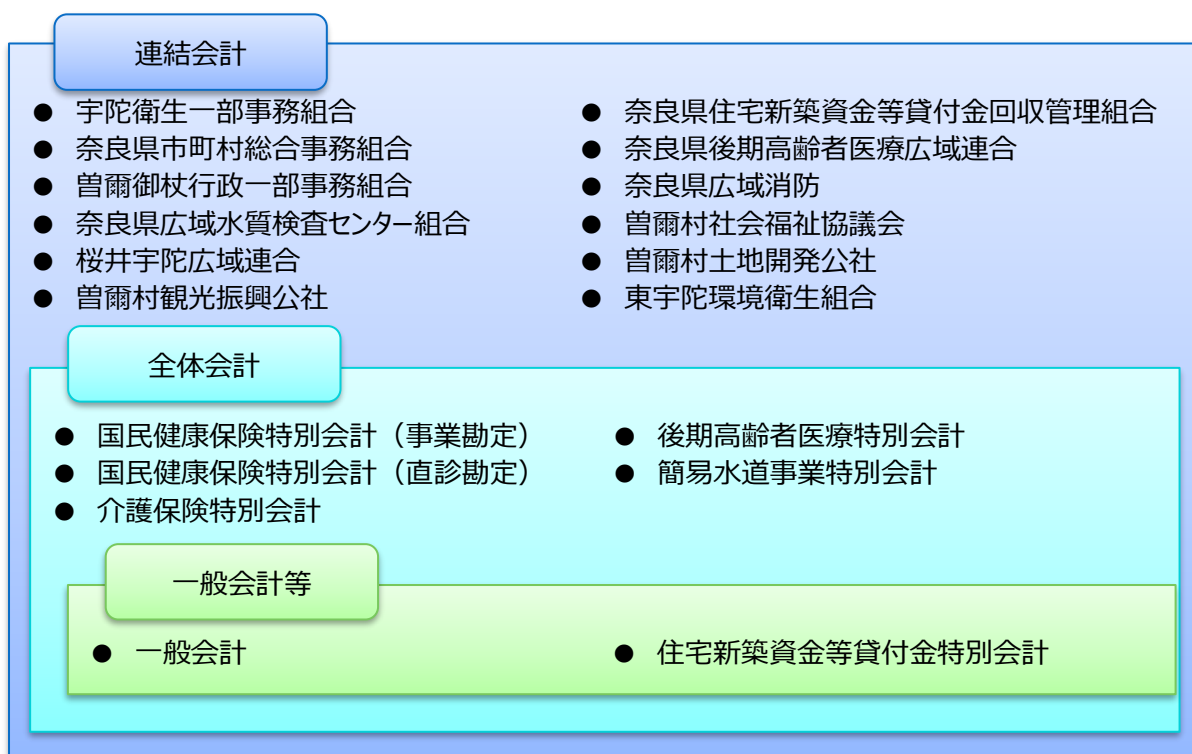 連結会計
● 宇陀衛生一部事務組合
● 奈良県市町村総合事務組合
● 曽爾御杖行政一部事務組合
● 奈良県広域水質検査センター組合
● 桜井宇陀広域連合
● 曽爾村観光振興公社
● 奈良県住宅新築資金等貸付金回収管理組合
● 奈良県後期高齢者医療広域連合
● 奈良県広域消防
● 曽爾村社会福祉協議会
● 曽爾村土地開発公社
● 東宇陀環境衛生組合
全体会計
● 国民健康保険特別会計（事業勘定）
● 国民健康保険特別会計（直診勘定）
● 介護保険特別会計
● 後期高齢者医療特別会計
● 簡易水道事業特別会計
一般会計等
● 一般会計
● 住宅新築資金等貸付金特別会計